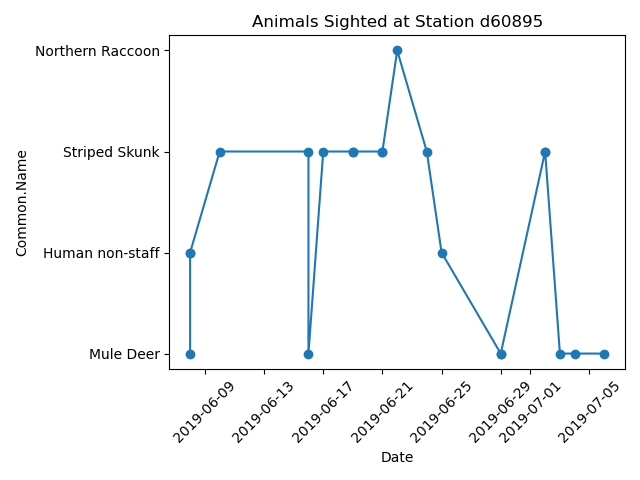 Animals Sighted at Station d60895
Northern Raccoon
Striped Skunk
Human non-staff
Mule Deer
Common.Name
2019-06-09
2019-06-13
2019-06-17
2019-06-21
2019-06-25
2019-06-29
2019-07-01
2019-07-05
Date